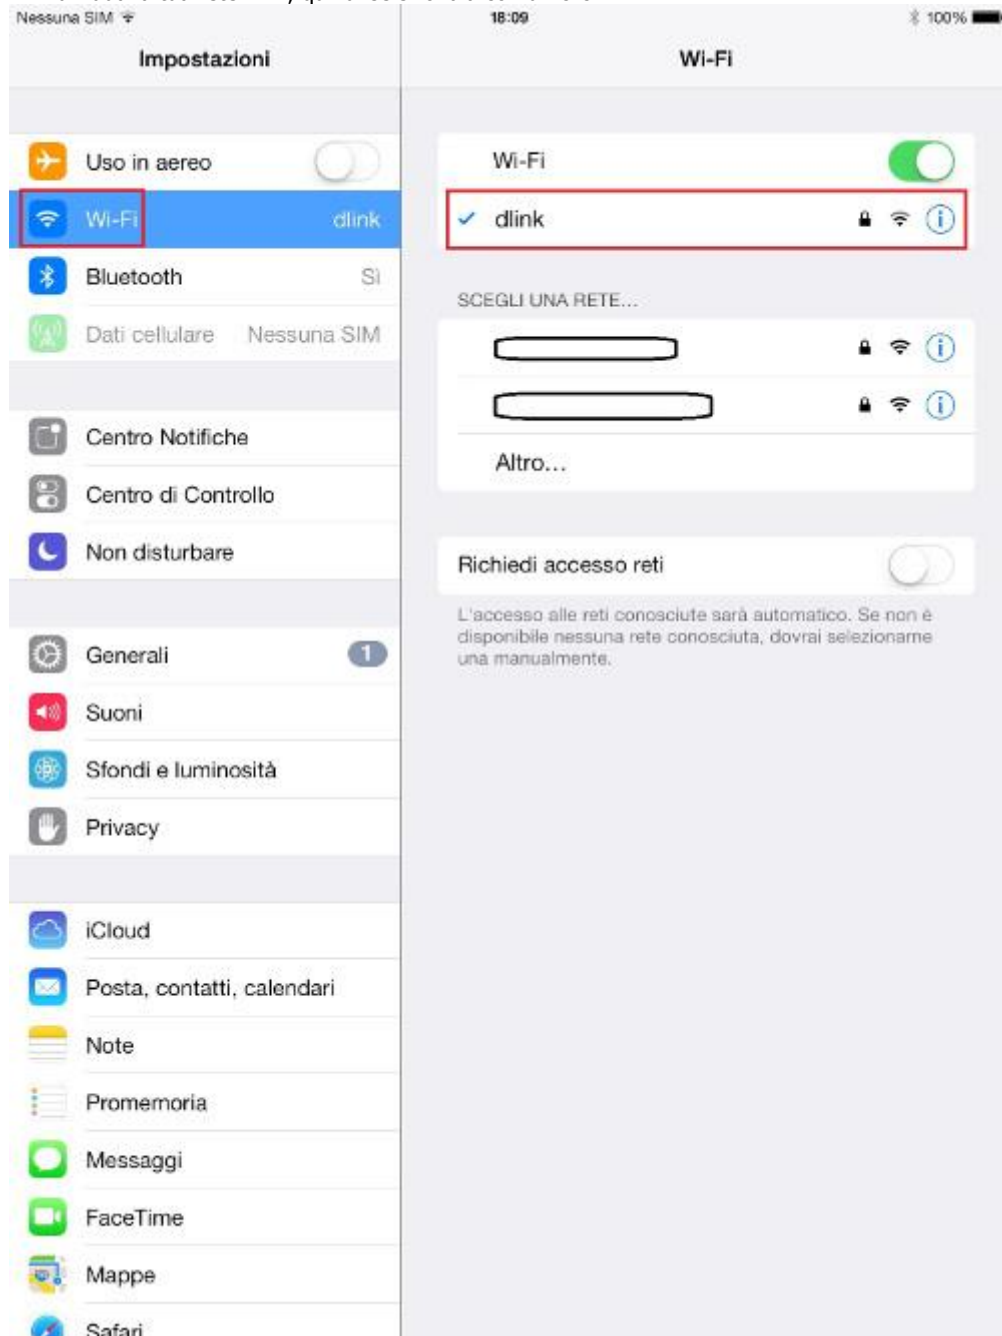 Nessuna SIM 18:09 100%
Impostazioni
Wi-Fi
Uso in aereo
Wi-Fi dlink
Bluetooth Sì
Dati cellulare Nessuna SIM
Centro Notifiche
Centro di Controllo
Non disturbare
Generali 1
Suoni
Sfondi e luminosità
Privacy
iCloud
Posta, contatti, calendari
Note
Promemoria
Messaggi
FaceTime
Mappe
Safari
Wi-Fi
dlink
SCEGLI UNA RETE...
Altro...
Richiedi accesso reti
L'accesso alle reti conosciute sarà automatico. Se non è
disponibile nessuna rete conosciuta, dovrai selezionarne
una manualmente.